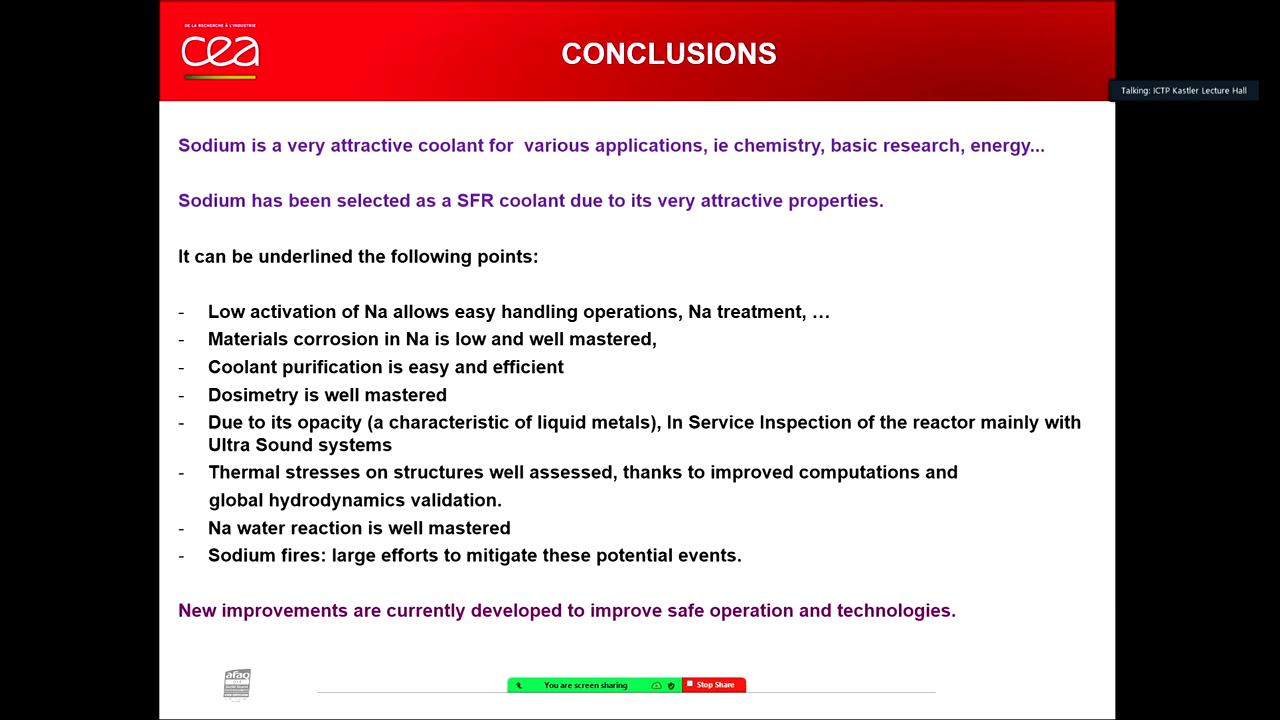 DE LA RECHERCHE À L'INDUSTRIE
cea
CONCLUSIONS
Talking: ICTP Kastler Lecture Hall
Sodium is a very attractive coolant for various applications, ie chemistry, basic research, energy...
Sodium has been selected as a SFR coolant due to its very attractive properties.
It can be underlined the following points:
- Low activation of Na allows easy handling operations, Na treatment, …
- Materials corrosion in Na is low and well mastered,
- Coolant purification is easy and efficient
- Dosimetry is well mastered
- Due to its opacity (a characteristic of liquid metals), In Service Inspection of the reactor mainly with
Ultra Sound systems
- Thermal stresses on structures well assessed, thanks to improved computations and
global hydrodynamics validation.
- Na water reaction is well mastered
- Sodium fires: large efforts to mitigate these potential events.
New improvements are currently developed to improve safe operation and technologies.
afaq
You are screen sharing
Stop Share